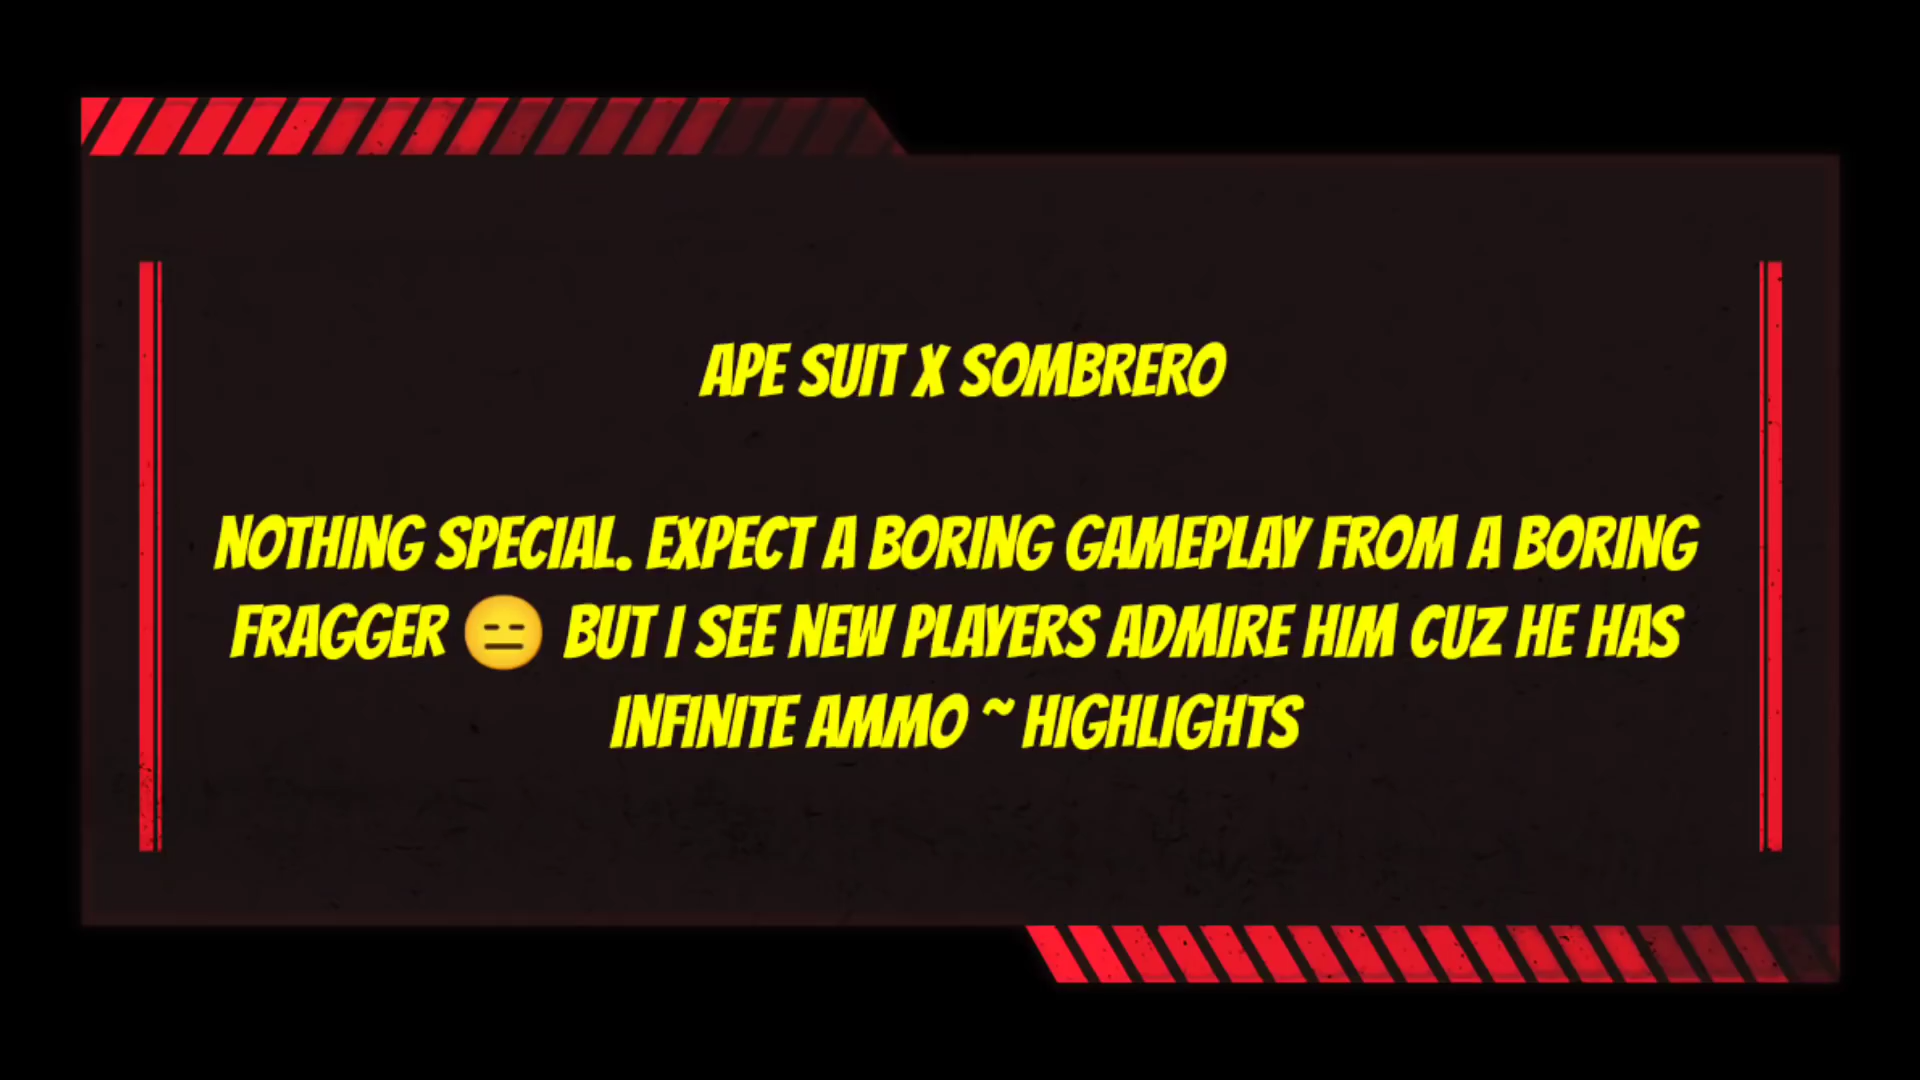 APE SUIT X SOMBRERO
NOTHING SPECIAL. EXPECT A BORING GAMEPLAY FROM A BORING
FRAGGER 😑 BUT I SEE NEW PLAYERS ADMIRE HIM CUZ HE HAS
INFINITE AMMO ~ HIGHLIGHTS